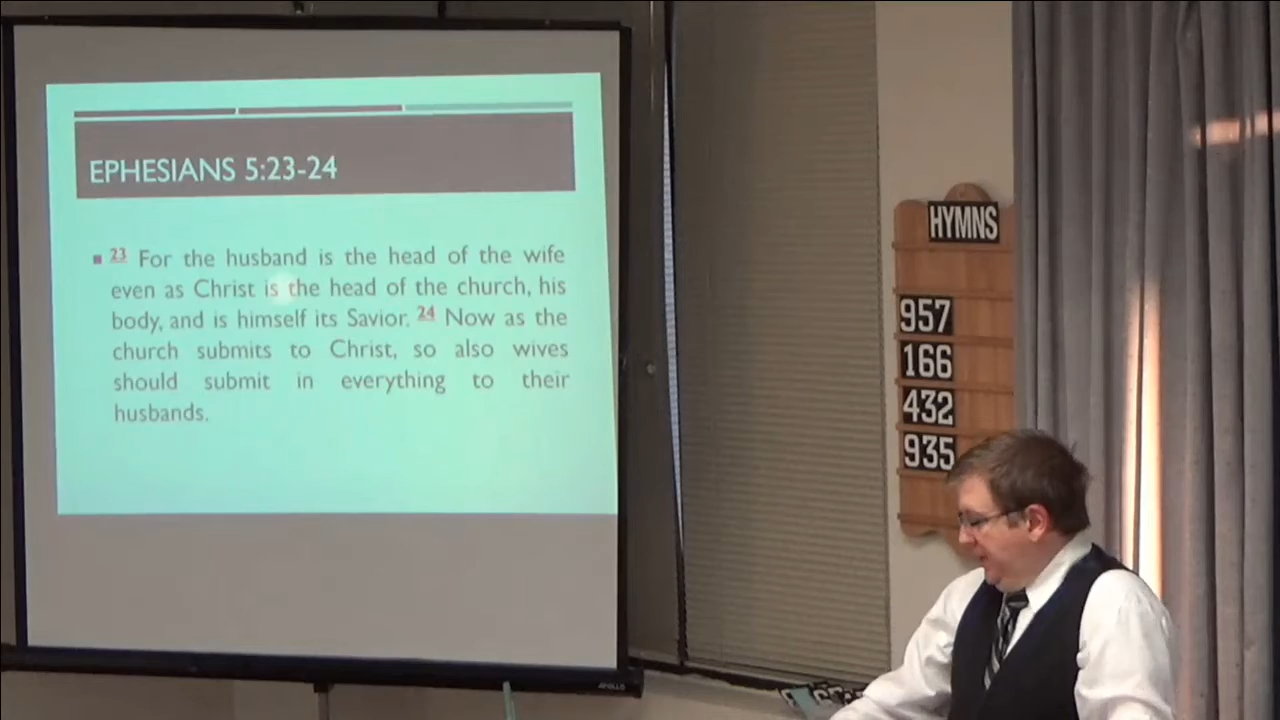 EPHESIANS 5:23-24
23 For the husband is the head of the wife
even as Christ is the head of the church, his
body, and is himself its Savior. 24 Now as the
church submits to Christ, so also wives
should submit in everything to their
husbands.
HYMNS
957
166
432
935
APOLLO